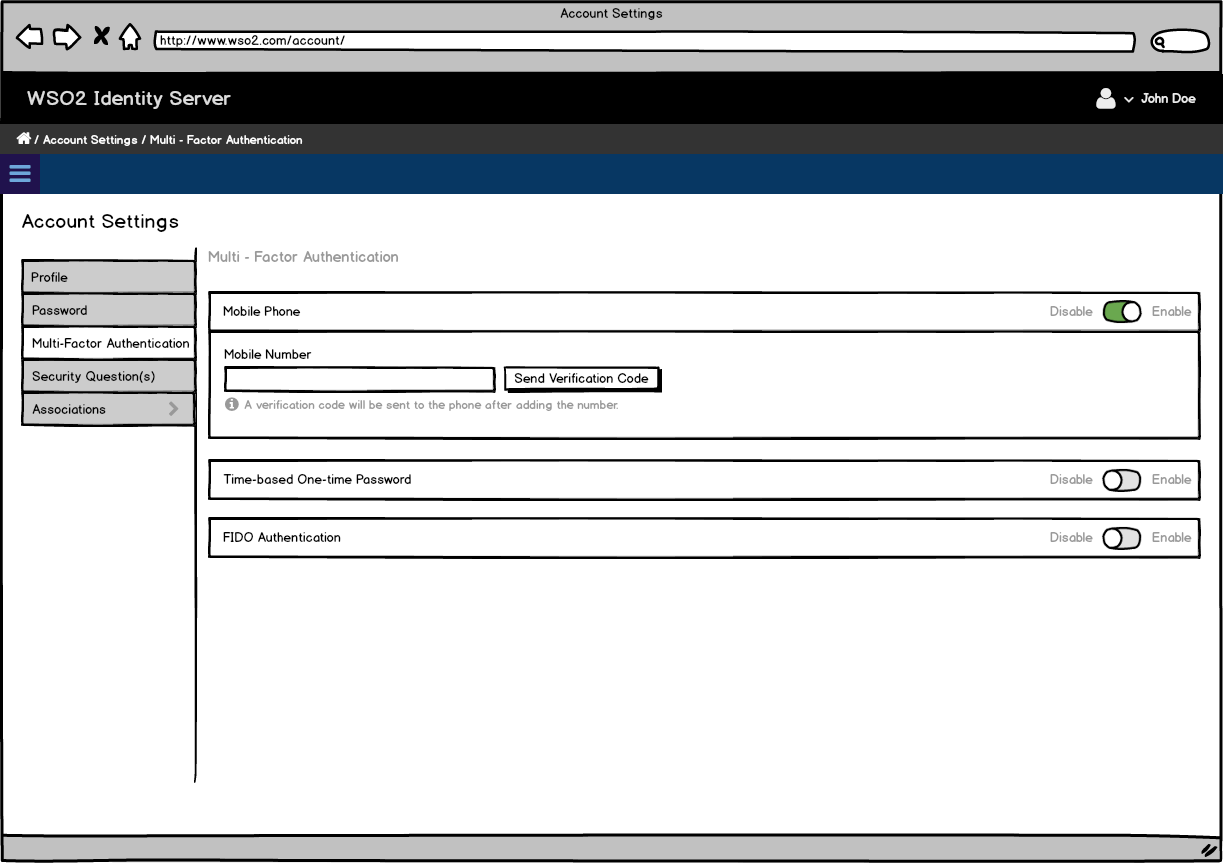 Account Settings
http://www.wso2.com/account/
WSO2 Identity Server
John Doe
/ Account Settings / Multi - Factor Authentication
Account Settings
Profile
Password
Multi-Factor Authentication
Security Question(s)
Associations
Multi - Factor Authentication
Mobile Phone Disable Enable
Mobile Number
Send Verification Code
A verification code will be sent to the phone after adding the number.
Time-based One-time Password Disable Enable
FIDO Authentication Disable Enable